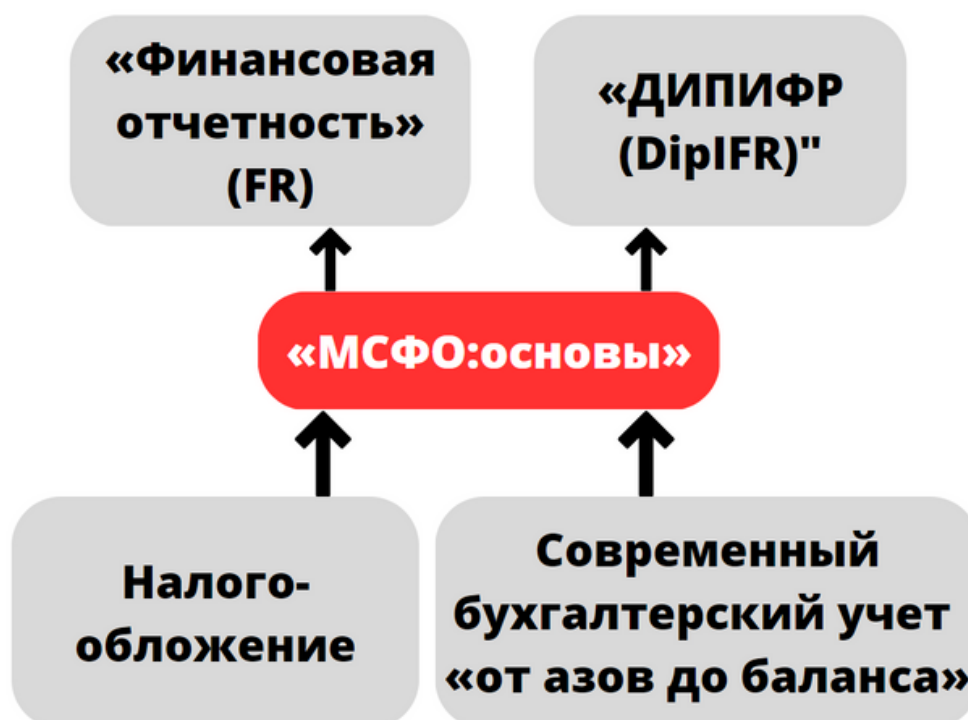 «Финансовая
отчетность»
(FR)
«ДИПИФР
(DipIFR)"
«МСФО:основы»
Налого-
обложение
Современный
бухгалтерский учет
«от азов до баланса»